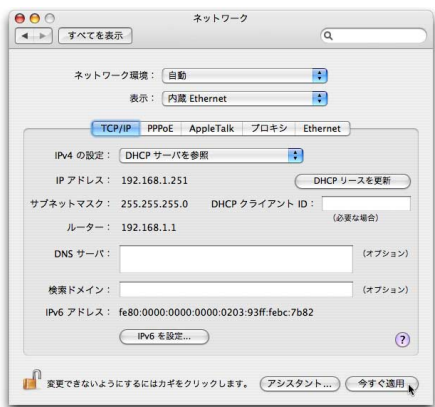 ネットワーク
すべてを表示
ネットワーク環境： 自動
表示： 内蔵 Ethernet
TCP/IP PPPoE AppleTalk プロキシ Ethernet
IPv4 の設定： DHCP サーバを参照
IP アドレス： 192.168.1.251 DHCP リースを更新
サブネットマスク： 255.255.255.0 DHCP クライアント ID：
（必要な場合）
ルーター： 192.168.1.1
DNS サーバ： （オプション）
検索ドメイン： （オプション）
IPv6 アドレス： fe80:0000:0000:0000:0203:93ff:febc:7b82
IPv6 を設定... ?
変更できないようにするにはカギをクリックします。 アシスタント... 今すぐ適用